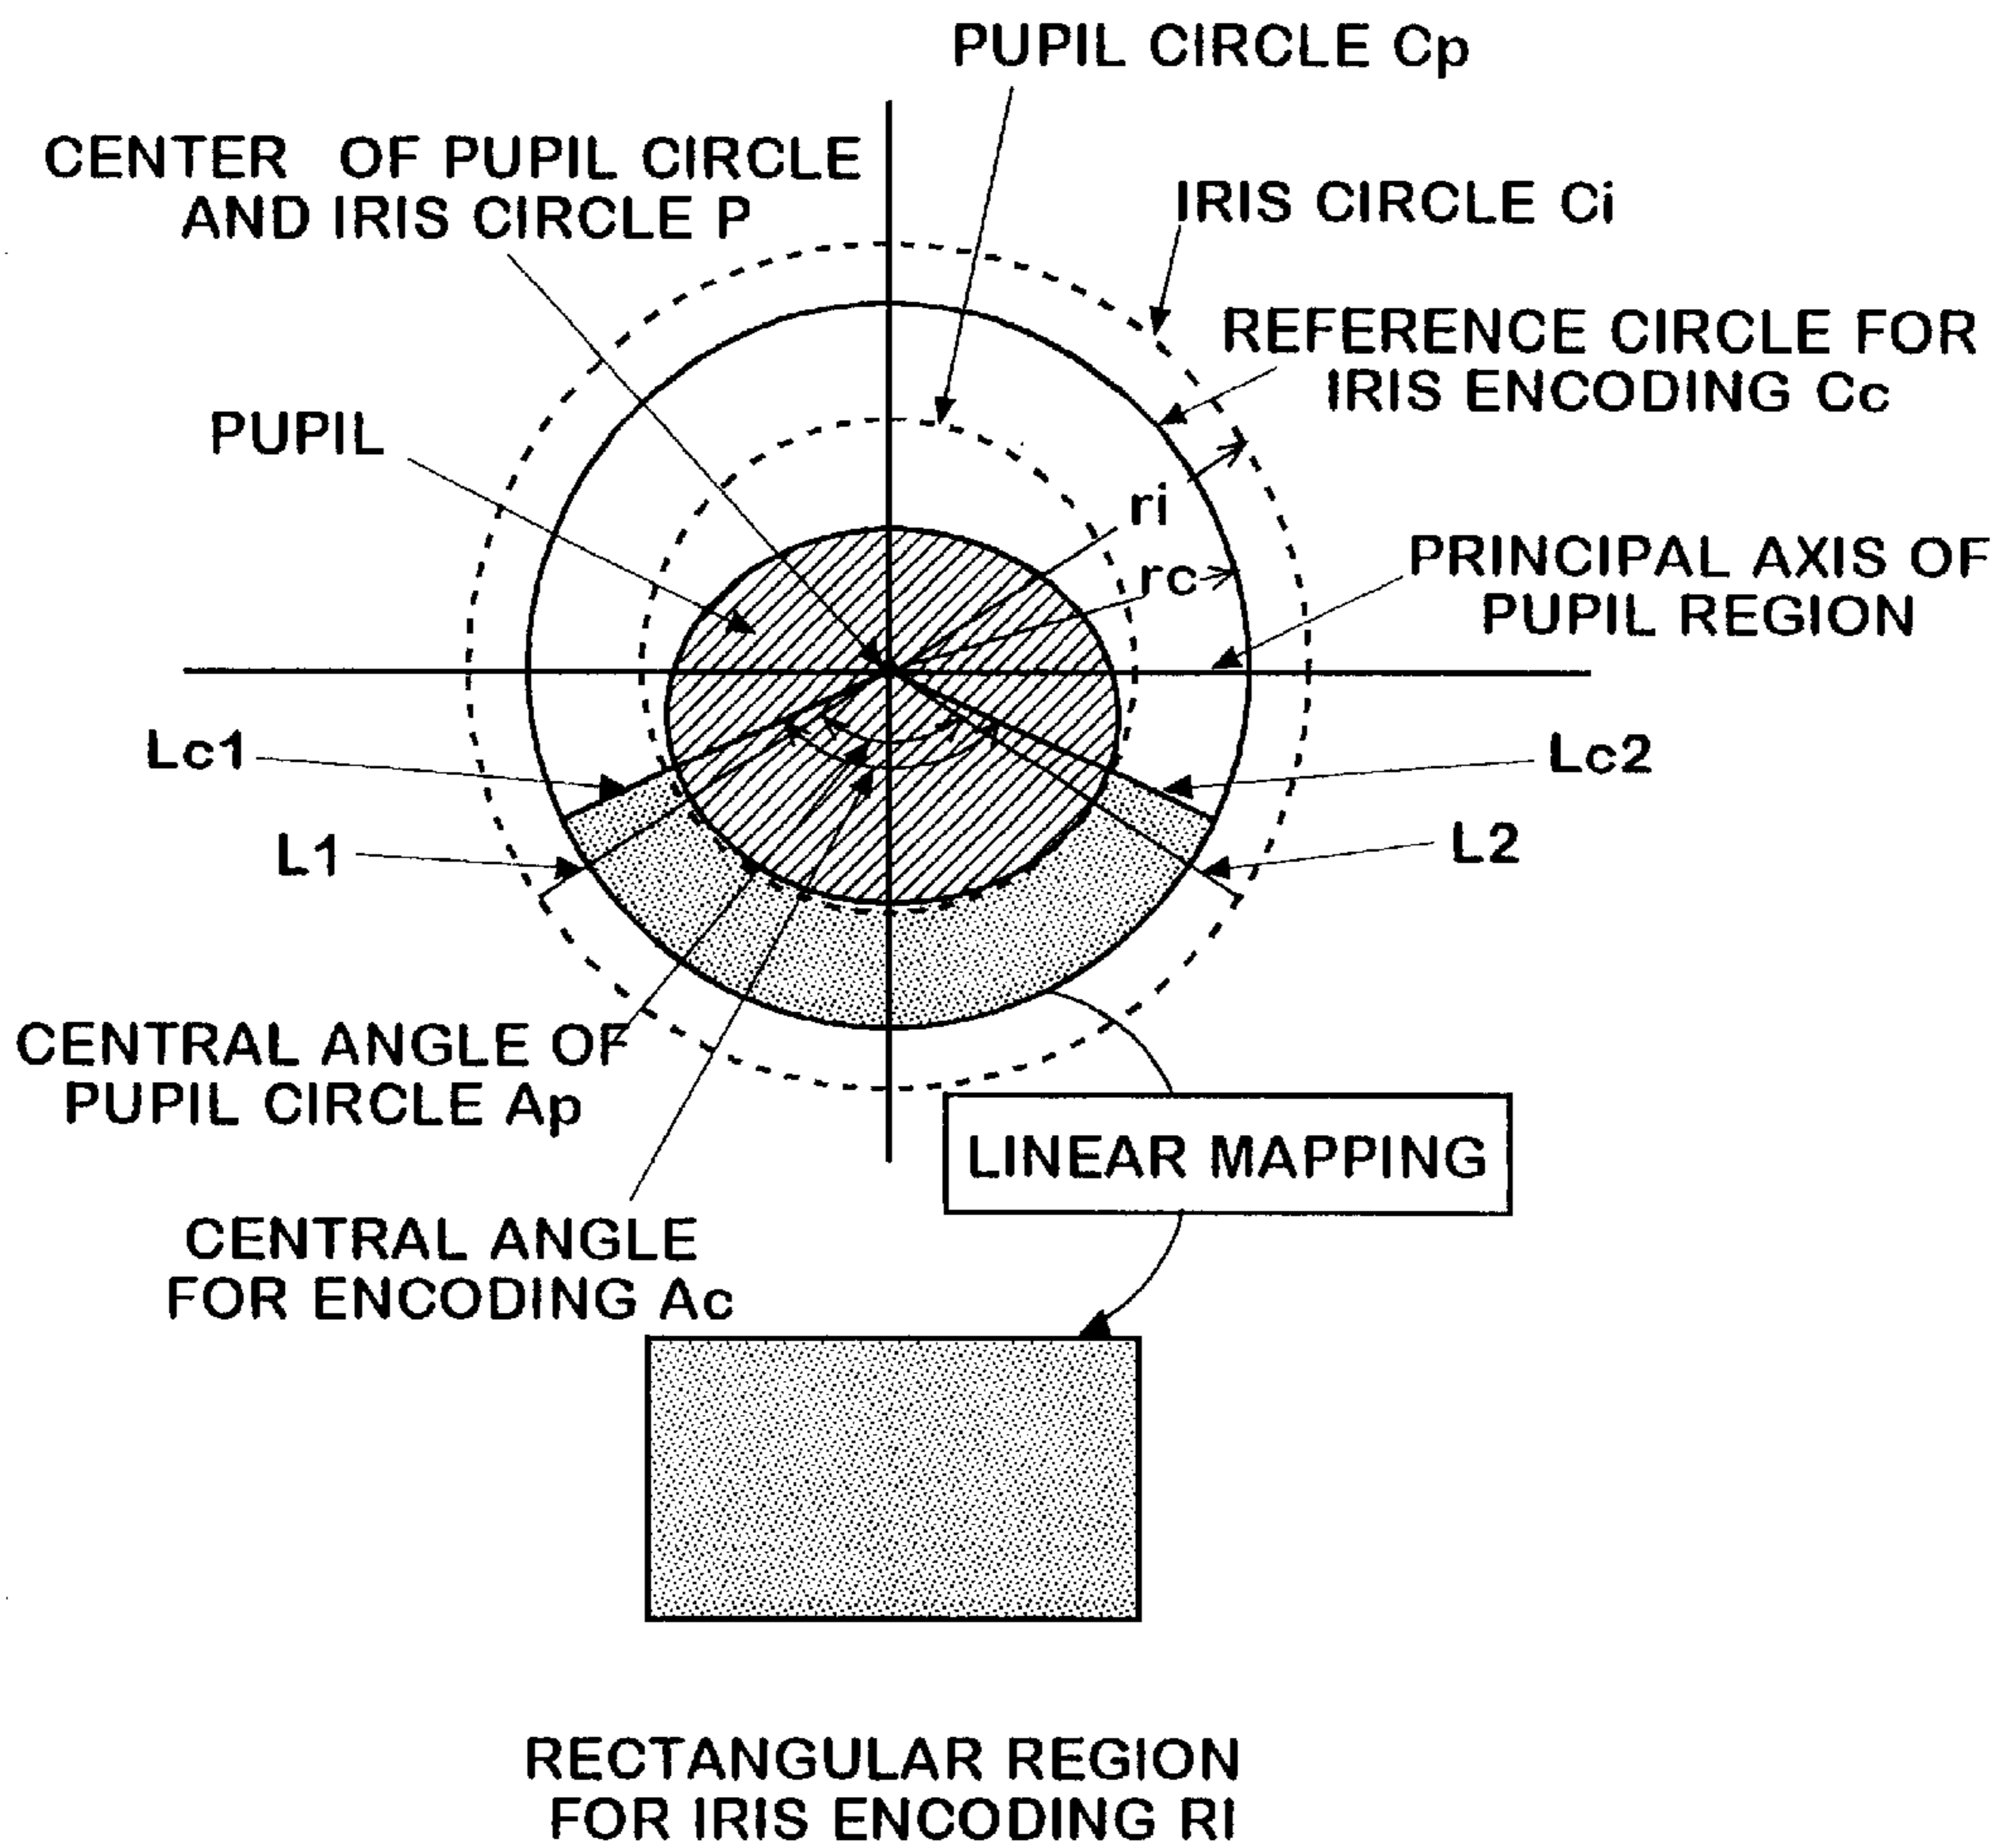 PUPIL CIRCLE Cp
CENTER OF PUPIL CIRCLE
AND IRIS CIRCLE P
IRIS CIRCLE Ci
REFERENCE CIRCLE FOR
IRIS ENCODING Cc
PUPIL
ri
rc
PRINCIPAL AXIS OF
PUPIL REGION
Lc1
Lc2
L1
L2
CENTRAL ANGLE OF
PUPIL CIRCLE Ap
LINEAR MAPPING
CENTRAL ANGLE
FOR ENCODING Ac
RECTANGULAR REGION
FOR IRIS ENCODING RI